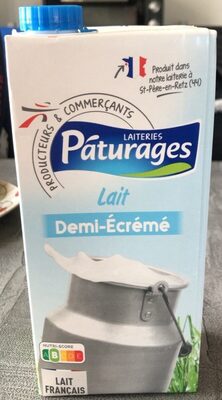 Produit dans
notre laiterie à
St-Père-en-Retz (44)
PRODUCTEURS & COMMERÇANTS
LAITERIES
Pâturages
Lait
Demi-Écrémé
NUTRI-SCORE
A B C D E
LAIT
FRANÇAIS